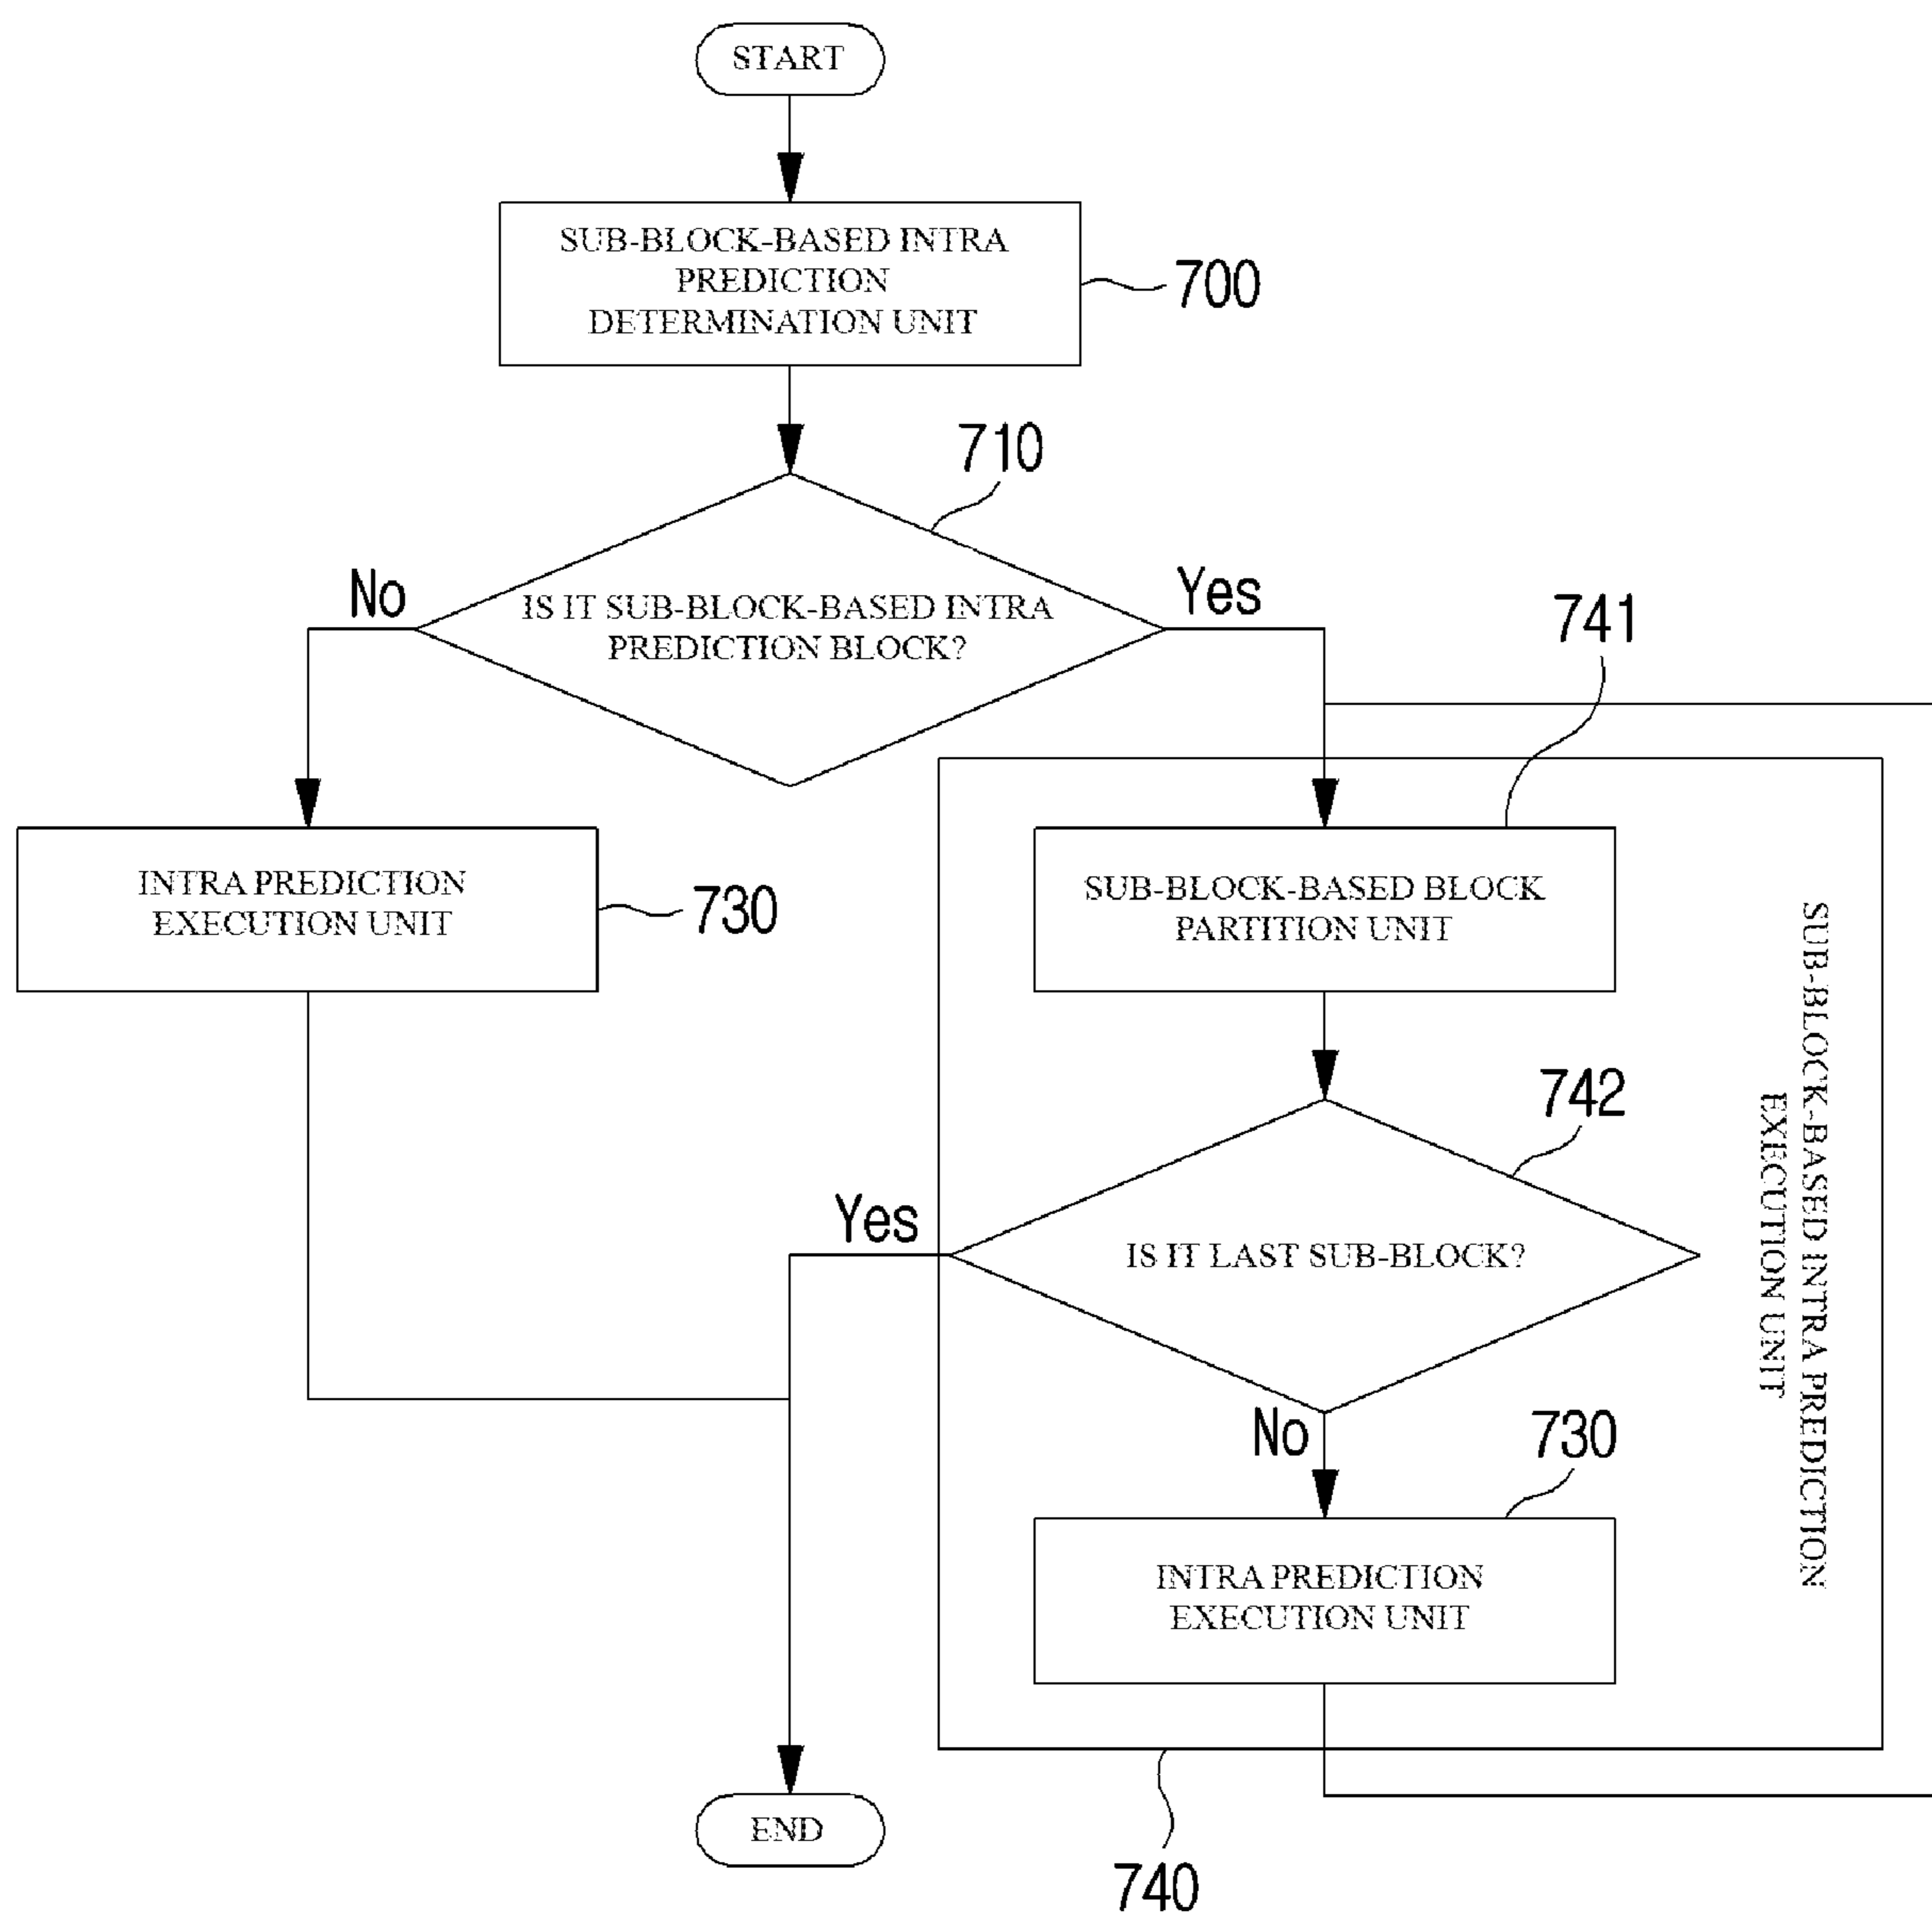 START
SUB-BLOCK-BASED INTRA
PREDICTION
DETERMINATION UNIT
700
710
IS IT SUB-BLOCK-BASED INTRA
PREDICTION BLOCK?
No
Yes
741
INTRA PREDICTION
EXECUTION UNIT
730
SUB-BLOCK-BASED BLOCK
PARTITION UNIT
SUB-BLOCK-BASED INTRA PREDICTION
EXECUTION UNIT
742
Yes
IS IT LAST SUB-BLOCK?
No
730
INTRA PREDICTION
EXECUTION UNIT
END
740